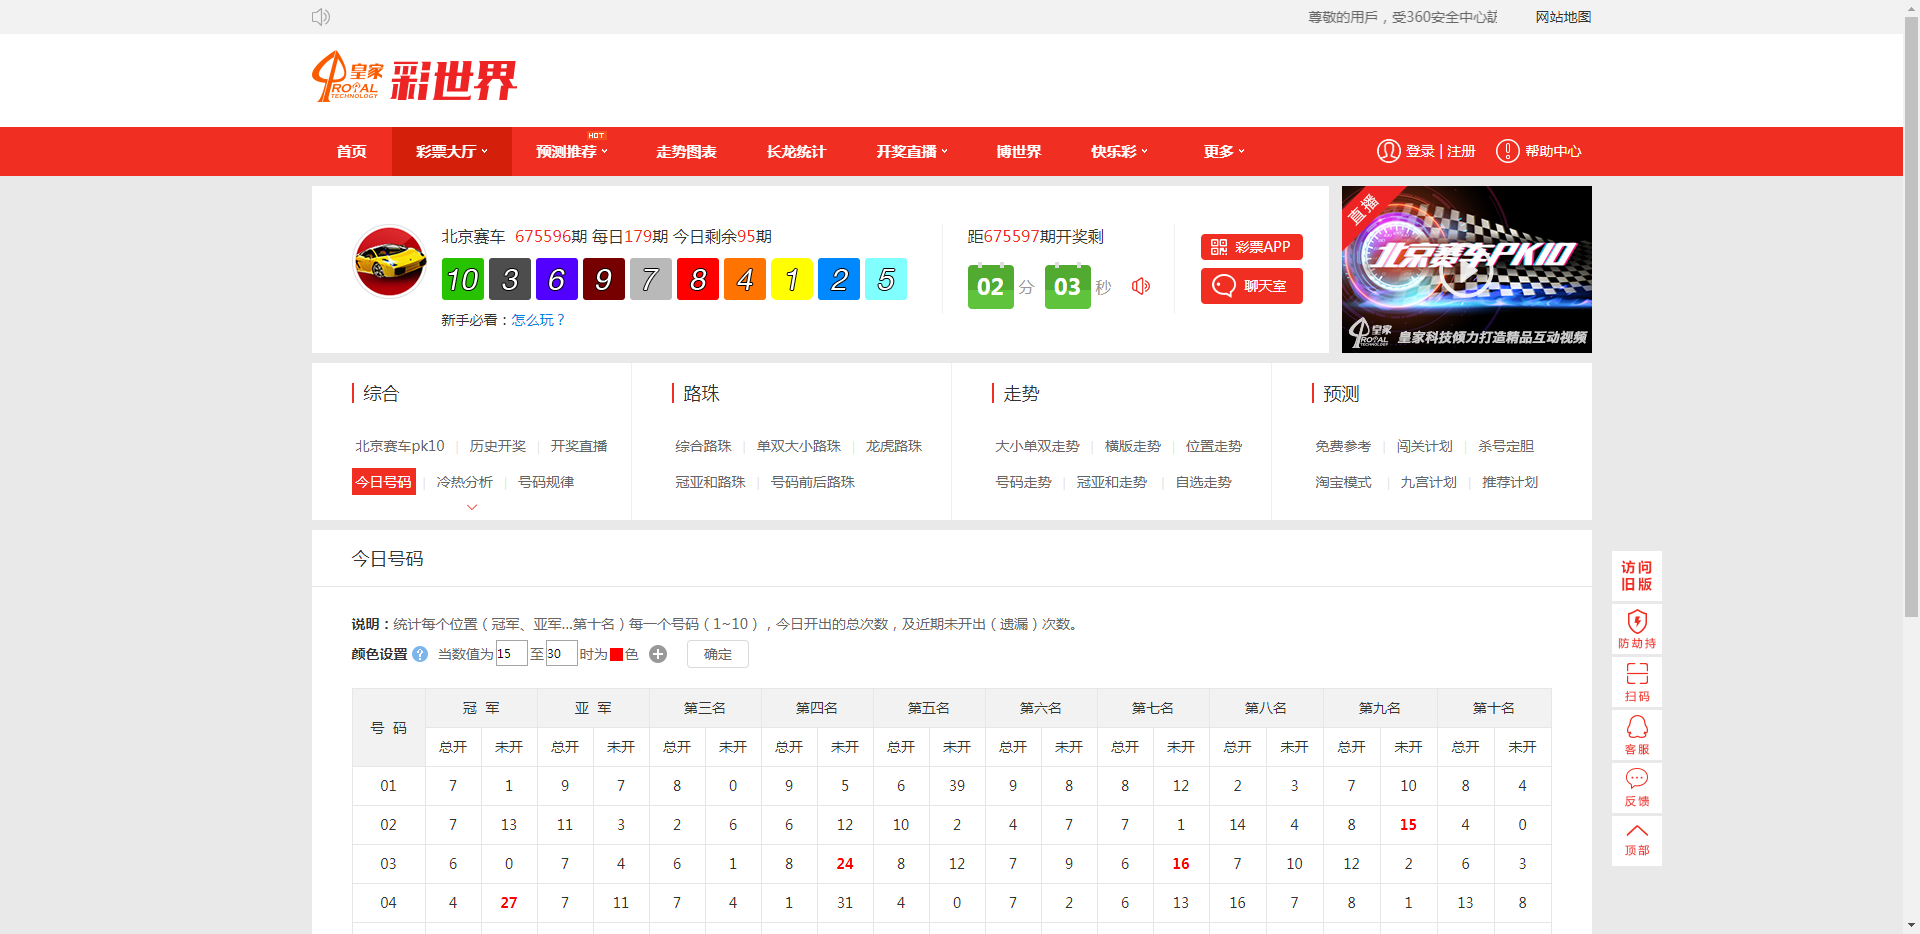 尊敬的用戶，受360安全中心
网站地图
皇家 ROYAL TECHNOLOGY 彩世界
首页 彩票大厅 预测推荐 HOT 走势图表 长龙统计 开奖直播 博世界 快乐彩 更多 登录 | 注册 帮助中心
北京赛车 675596期 每日179期 今日剩余95期
10 3 6 9 7 8 4 1 2 5
新手必看：怎么玩？
距675597期开奖剩
02 分 03 秒
彩票APP
聊天室
直播
北京赛车PK10
皇家 ROYAL TECHNOLOGY 皇家科技倾力打造精品互动视频
综合
北京赛车pk10 历史开奖 开奖直播
今日号码 冷热分析 号码规律
路珠
综合路珠 单双大小路珠 龙虎路珠
冠亚和路珠 号码前后路珠
走势
大小单双走势 横版走势 位置走势
号码走势 冠亚和走势 自选走势
预测
免费参考 闯关计划 杀号定胆
淘宝模式 九宫计划 推荐计划
今日号码
说明：统计每个位置（冠军、亚军...第十名）每一个号码（1~10），今日开出的总次数，及近期未开出（遗漏）次数。
颜色设置 ? 当数值为 15 至 30 时为 色 确定
号 码 冠 军 亚 军 第三名 第四名 第五名 第六名 第七名 第八名 第九名 第十名
总开 未开 总开 未开 总开 未开 总开 未开 总开 未开 总开 未开 总开 未开 总开 未开 总开 未开 总开 未开
01 7 1 9 7 8 0 9 5 6 39 9 8 8 12 2 3 7 10 8 4
02 7 13 11 3 2 6 6 12 10 2 4 7 7 1 14 4 8 15 4 0
03 6 0 7 4 6 1 8 24 8 12 7 9 6 16 7 10 12 2 6 3
04 4 27 7 11 7 4 1 31 4 0 7 2 6 13 16 7 8 1 13 8
访问
旧版
防劫持
扫码
客服
反馈
顶部